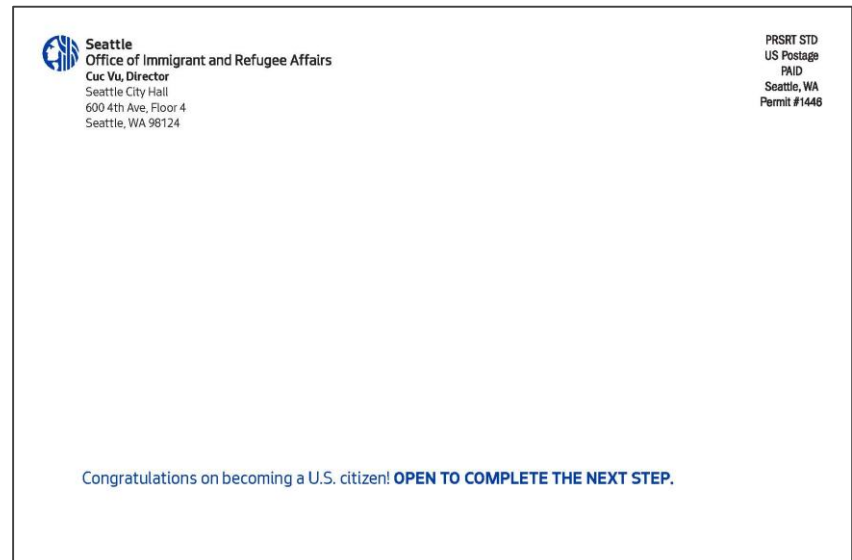 Seattle
Office of Immigrant and Refugee Affairs
Cuc Vu, Director
Seattle City Hall
600 4th Ave, Floor 4
Seattle, WA 98124
PRSRT STD
US Postage
PAID
Seattle, WA
Permit #1446
Congratulations on becoming a U.S. citizen! OPEN TO COMPLETE THE NEXT STEP.